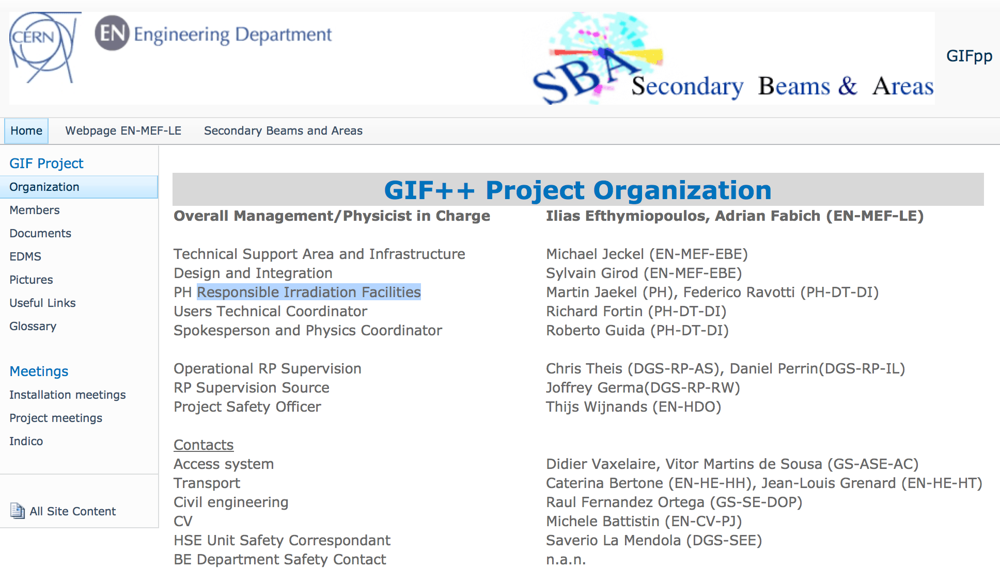 CERN EN Engineering Department
SBA Secondary Beams & Areas
GIFpp
Home Webpage EN-MEF-LE Secondary Beams and Areas
GIF Project
Organization
Members
Documents
EDMS
Pictures
Useful Links
Glossary
Meetings
Installation meetings
Project meetings
Indico
All Site Content
GIF++ Project Organization
Overall Management/Physicist in Charge Ilias Efthymiopoulos, Adrian Fabich (EN-MEF-LE)
Technical Support Area and Infrastructure Michael Jeckel (EN-MEF-EBE)
Design and Integration Sylvain Girod (EN-MEF-EBE)
PH Responsible Irradiation Facilities Martin Jaekel (PH), Federico Ravotti (PH-DT-DI)
Users Technical Coordinator Richard Fortin (PH-DT-DI)
Spokesperson and Physics Coordinator Roberto Guida (PH-DT-DI)
Operational RP Supervision Chris Theis (DGS-RP-AS), Daniel Perrin(DGS-RP-IL)
RP Supervision Source Joffrey Germa(DGS-RP-RW)
Project Safety Officer Thijs Wijnands (EN-HDO)
Contacts
Access system Didier Vaxelaire, Vitor Martins de Sousa (GS-ASE-AC)
Transport Caterina Bertone (EN-HE-HH), Jean-Louis Grenard (EN-HE-HT)
Civil engineering Raul Fernandez Ortega (GS-SE-DOP)
CV Michele Battistin (EN-CV-PJ)
HSE Unit Safety Correspondant Saverio La Mendola (DGS-SEE)
BE Department Safety Contact n.a.n.